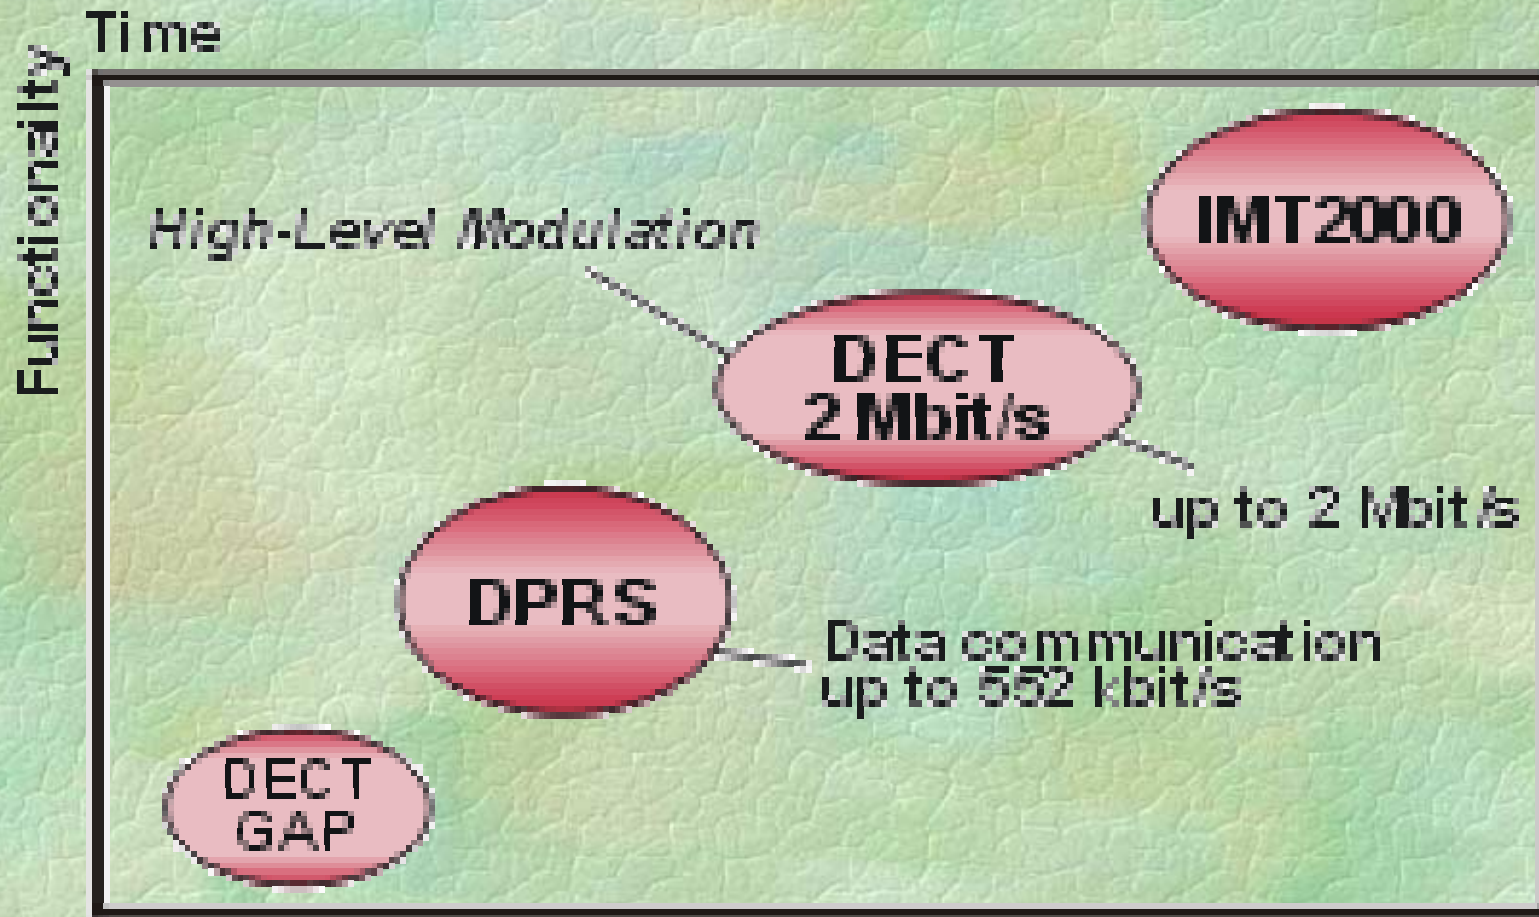 Time
Functionailty
IMT2000
High-Level Modulation
DECT
2 Mbit/s
up to 2 Mbit/s
DPRS
Data communication
up to 552 kbit/s
DECT
GAP